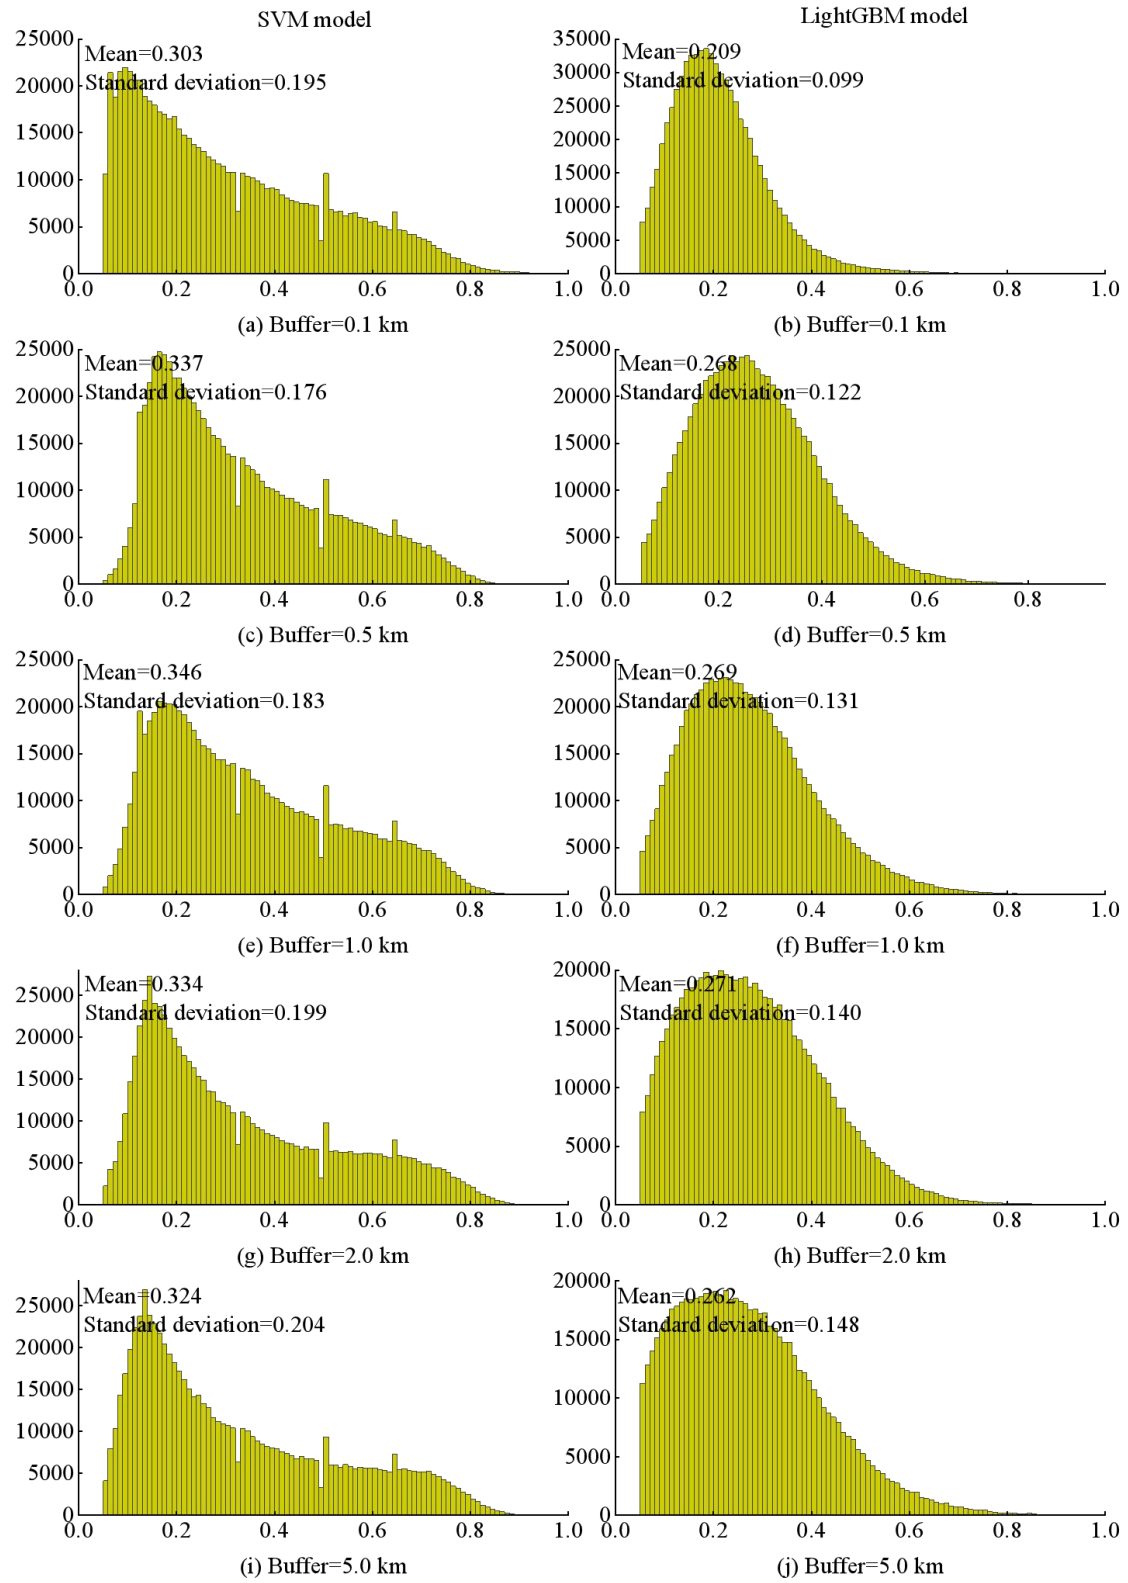 SVM model
LightGBM model
Mean=0.303
Standard deviation=0.195
25000
20000
15000
10000
5000
0
0.0 0.2 0.4 0.6 0.8 1.0
(a) Buffer=0.1 km
Mean=0.209
Standard deviation=0.099
35000
30000
25000
20000
15000
10000
5000
0
0.0 0.2 0.4 0.6 0.8 1.0
(b) Buffer=0.1 km
Mean=0.337
Standard deviation=0.176
25000
20000
15000
10000
5000
0
0.0 0.2 0.4 0.6 0.8 1.0
(c) Buffer=0.5 km
Mean=0.268
Standard deviation=0.122
25000
20000
15000
10000
5000
0
0.0 0.2 0.4 0.6 0.8
(d) Buffer=0.5 km
Mean=0.346
Standard deviation=0.183
25000
20000
15000
10000
5000
0
0.0 0.2 0.4 0.6 0.8 1.0
(e) Buffer=1.0 km
Mean=0.269
Standard deviation=0.131
25000
20000
15000
10000
5000
0
0.0 0.2 0.4 0.6 0.8 1.0
(f) Buffer=1.0 km
Mean=0.334
Standard deviation=0.199
25000
20000
15000
10000
5000
0
0.0 0.2 0.4 0.6 0.8 1.0
(g) Buffer=2.0 km
Mean=0.271
Standard deviation=0.140
20000
15000
10000
5000
0
0.0 0.2 0.4 0.6 0.8 1.0
(h) Buffer=2.0 km
Mean=0.324
Standard deviation=0.204
25000
20000
15000
10000
5000
0
0.0 0.2 0.4 0.6 0.8 1.0
(i) Buffer=5.0 km
Mean=0.262
Standard deviation=0.148
20000
15000
10000
5000
0
0.0 0.2 0.4 0.6 0.8 1.0
(j) Buffer=5.0 km